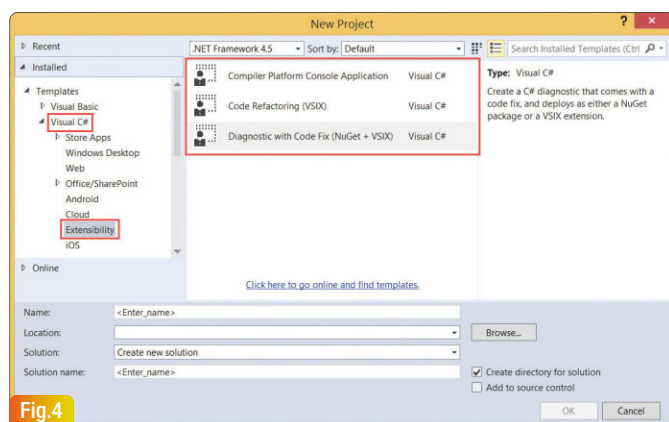 New Project
? ×
Recent
.NET Framework 4.5
Sort by: Default
Search Installed Templates (Ctrl
Installed
Templates
Visual Basic
Visual C#
Store Apps
Windows Desktop
Web
Office/SharePoint
Android
Cloud
Extensibility
iOS
Online
Compiler Platform Console Application Visual C#
Code Refactoring (VSIX) Visual C#
Diagnostic with Code Fix (NuGet + VSIX) Visual C#
Click here to go online and find templates.
Type: Visual C#
Create a C# diagnostic that comes with a
code fix, and deploys as either a NuGet
package or a VSIX extension.
Name: <Enter_name>
Location:
Browse...
Solution: Create new solution
Solution name: <Enter_name>
Create directory for solution
Add to source control
OK Cancel
Fig.4